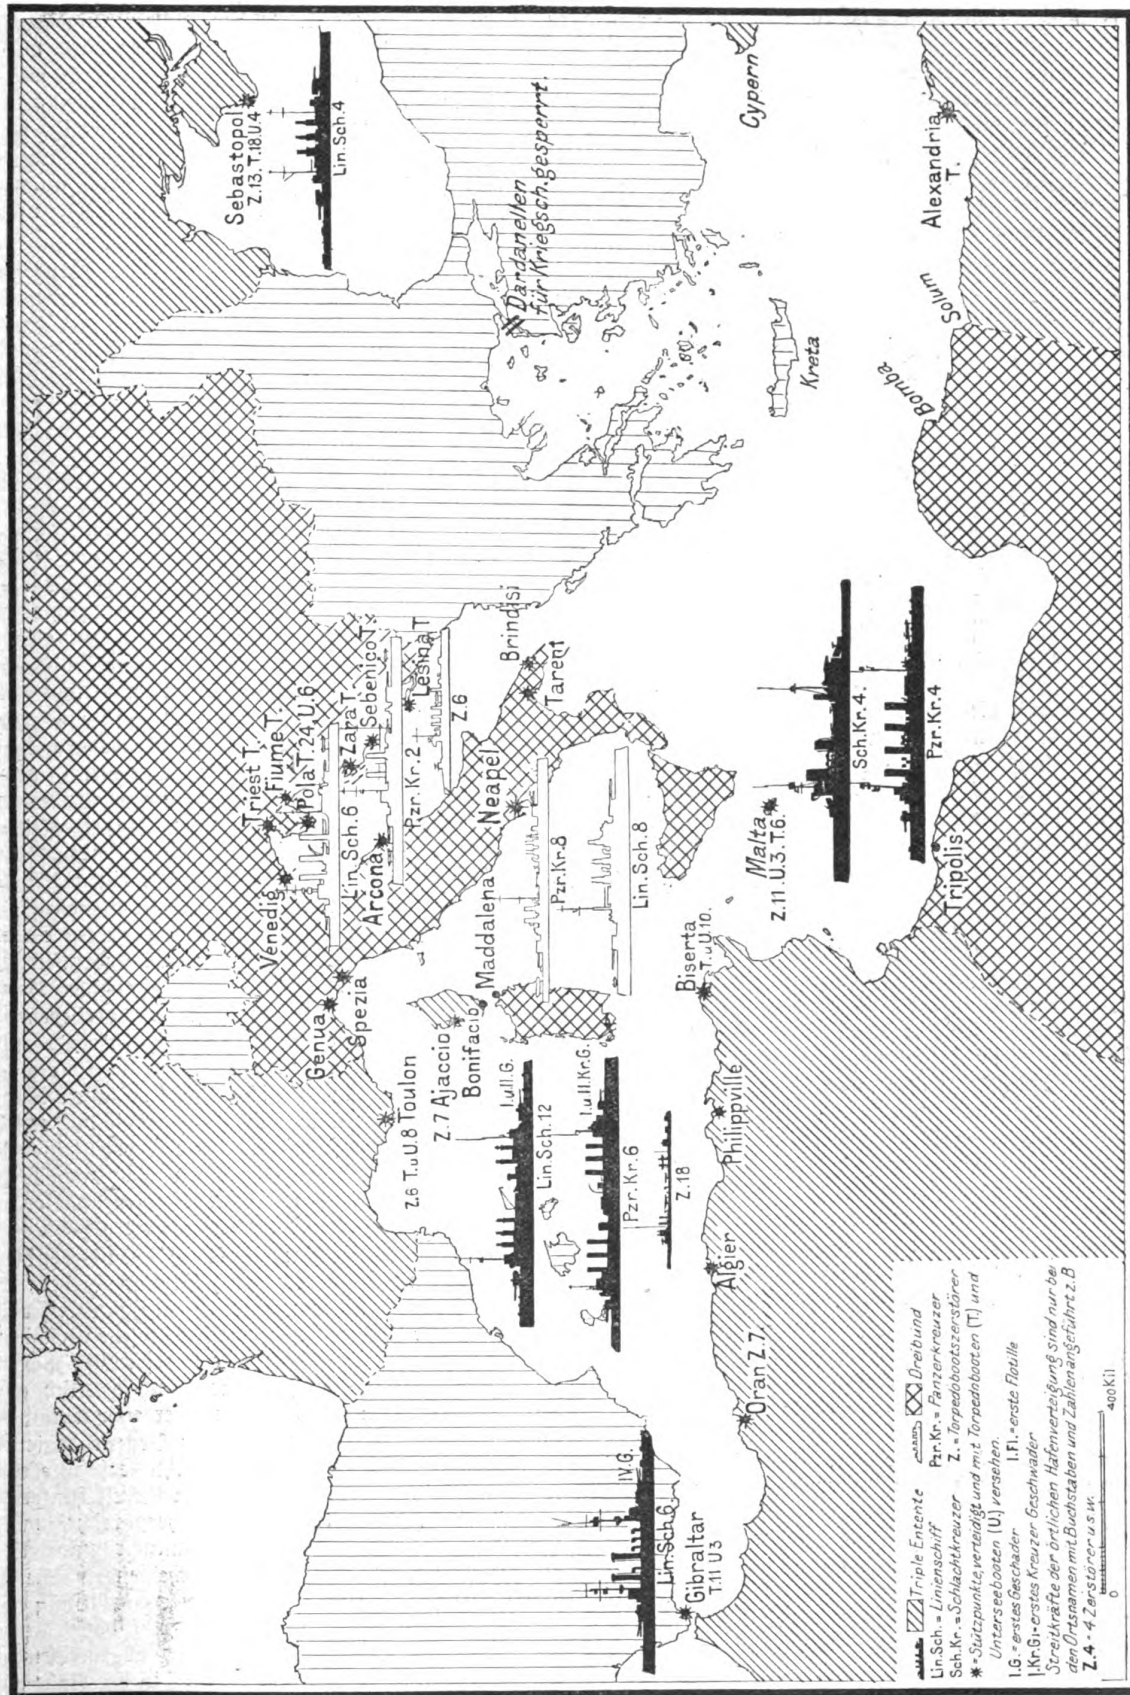 Sebastopol
Z.13. T.18. U.4
Lin.Sch.4
Dardanellen
für Kriegsch. gesperrt.
Cypern
Alexandria
T.
Solum
Bomba
Kreta
Triest T.
Fiume T.
Pola T.24, U.6
Venedig
Lin.Sch.6
Zara T.
Sebenico T.
Arcona
Pzr.Kr.2
Lesina T.
Z.6
Brindisi
Tarent
Neapel
Genua
Spezia
Maddalena
Pzr.Kr.8
Lin.Sch.8
Malta
Z.11. U.3. T.6.
Sch.Kr.4.
Pzr.Kr.4
Tripolis
Biserta
T.u.U.10.
Z.6 T.u.U.8 Toulon
Z.7 Ajaccio
Bonifacio
I.u.II.G.
Lin.Sch.12
I.u.II.Kr.G.
Pzr.Kr.6
Z.18
Philippville
Algier
Oran Z.7.
IV.G.
Lin.Sch.6.
Gibraltar
T.11 U3
Triple Entente Dreibund
Lin.Sch. = Linienschiff Pzr.Kr. = Panzerkreuzer
Sch.Kr. = Schlachtkreuzer Z. = Torpedobootszerstörer
* = Stützpunkte, verteidigt und mit Torpedobooten (T.) und
Unterseebooten (U.) versehen.
I.G. = erstes Geschader I.Fl. = erste Flotille
I.Kr.G = erstes Kreuzer Geschwader
Streitkräfte der örtlichen Hafenverteigung sind nur bei
den Ortsnamen mit Buchstaben und Zahlen angeführt z.B
Z.4 = 4 Zerstörer u.s.w.
0 400Kil